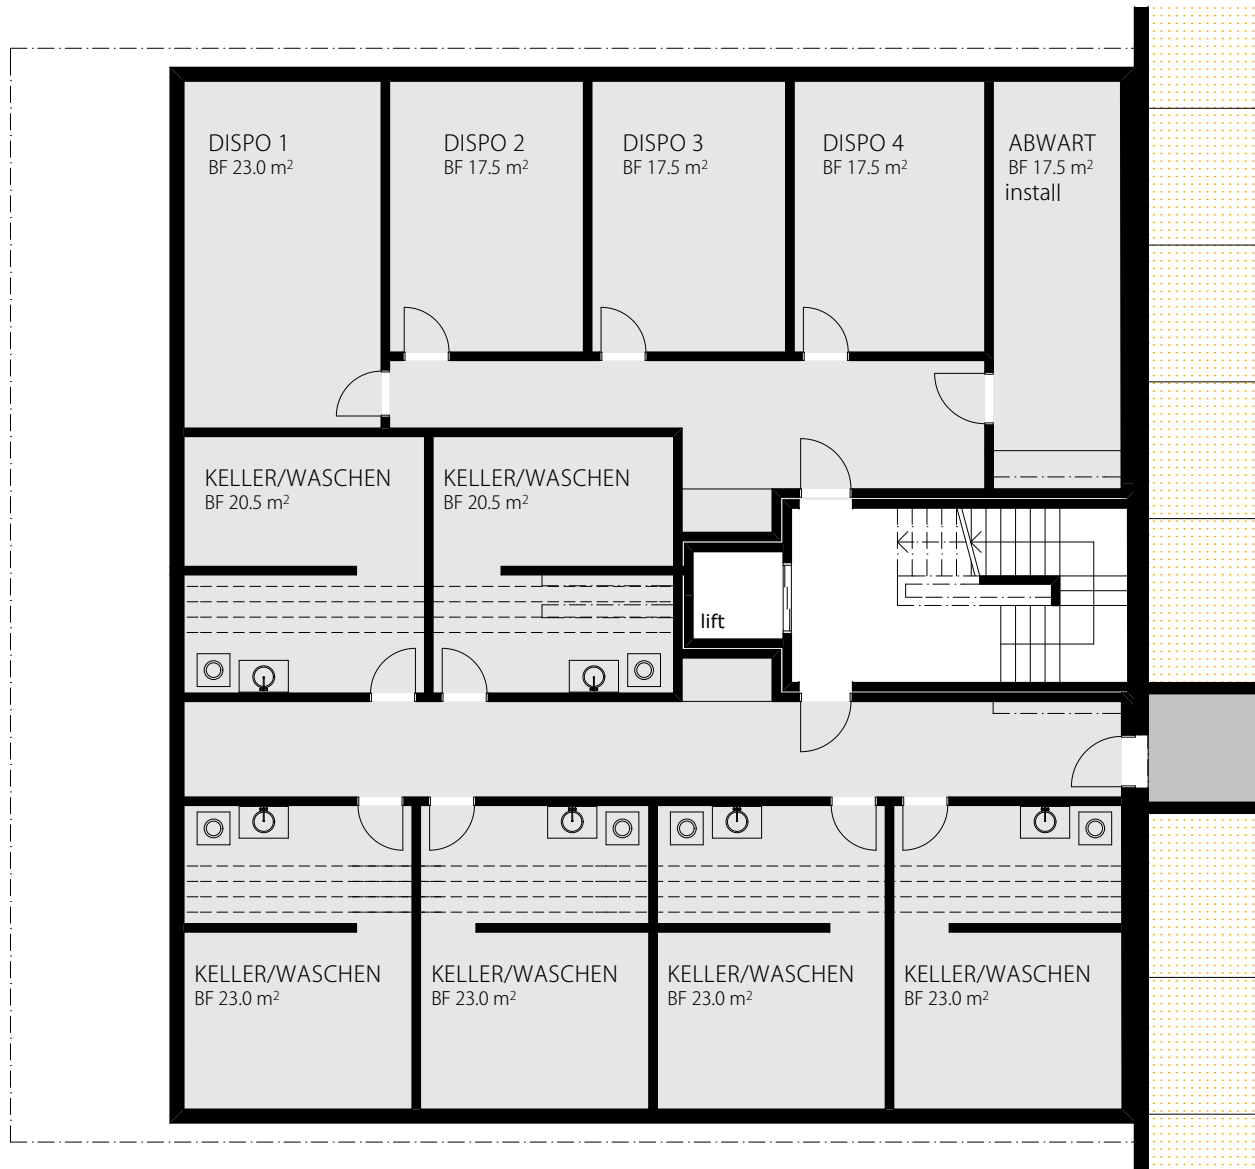 DISPO 1
BF 23.0 m²
DISPO 2
BF 17.5 m²
DISPO 3
BF 17.5 m²
DISPO 4
BF 17.5 m²
ABWART
BF 17.5 m²
install
KELLER/WASCHEN
BF 20.5 m²
KELLER/WASCHEN
BF 20.5 m²
lift
KELLER/WASCHEN
BF 23.0 m²
KELLER/WASCHEN
BF 23.0 m²
KELLER/WASCHEN
BF 23.0 m²
KELLER/WASCHEN
BF 23.0 m²